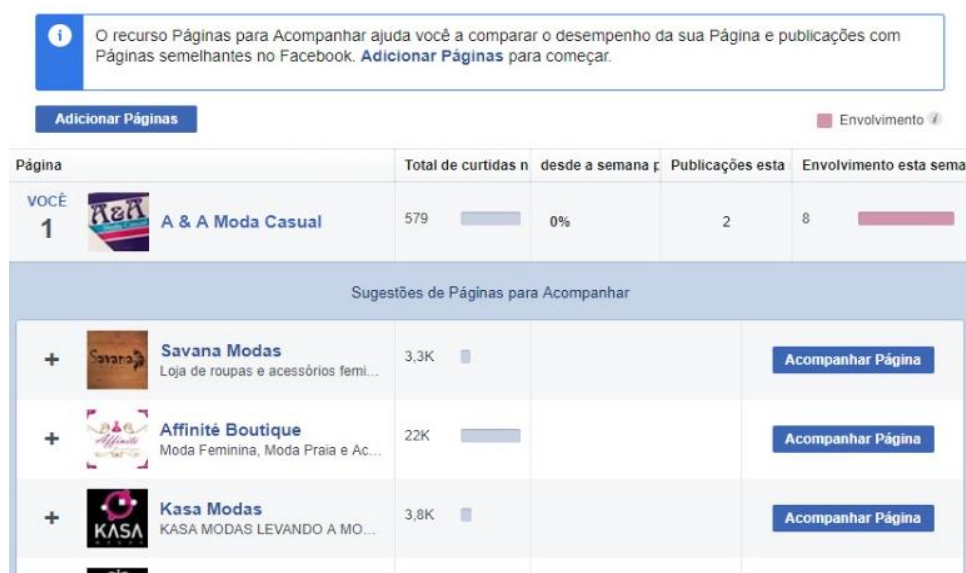 O recurso Páginas para Acompanhar ajuda você a comparar o desempenho da sua Página e publicações com
Páginas semelhantes no Facebook. Adicionar Páginas para começar.
Adicionar Páginas
Envolvimento
Página Total de curtidas n desde a semana p Publicações esta Envolvimento esta sema
VOCÊ
1 A&A A & A Moda Casual 579 0% 2 8
Sugestões de Páginas para Acompanhar
+ Savana Savana Modas 3,3K Acompanhar Página
Loja de roupas e acessórios femi...
+ Affinité Affinité Boutique 22K Acompanhar Página
Moda Feminina, Moda Praia e Ac...
+ KASA Kasa Modas 3,8K Acompanhar Página
KASA MODAS LEVANDO A MO...